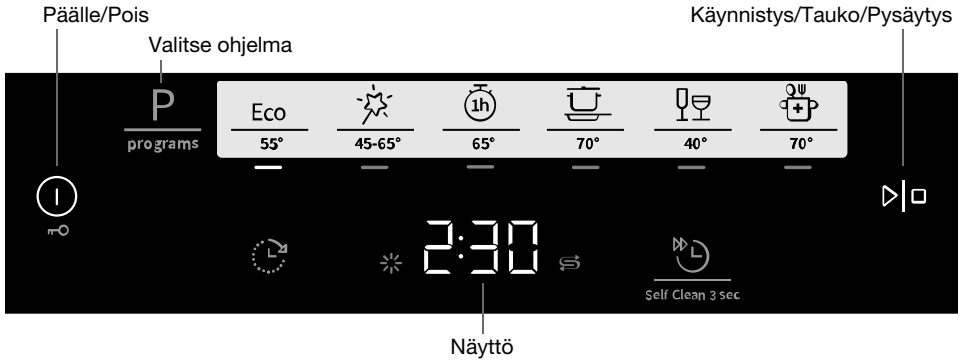 Päälle/Pois
Käynnistys/Tauko/Pysäytys
Valitse ohjelma
P
programs
Eco
1h
55°
45-65°
65°
70°
40°
70°
2:30
Self Clean 3 sec
Näyttö